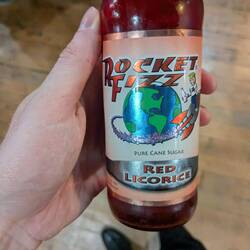 ROCKET
FIZZ
PURE CANE SUGAR
RED
LICORICE